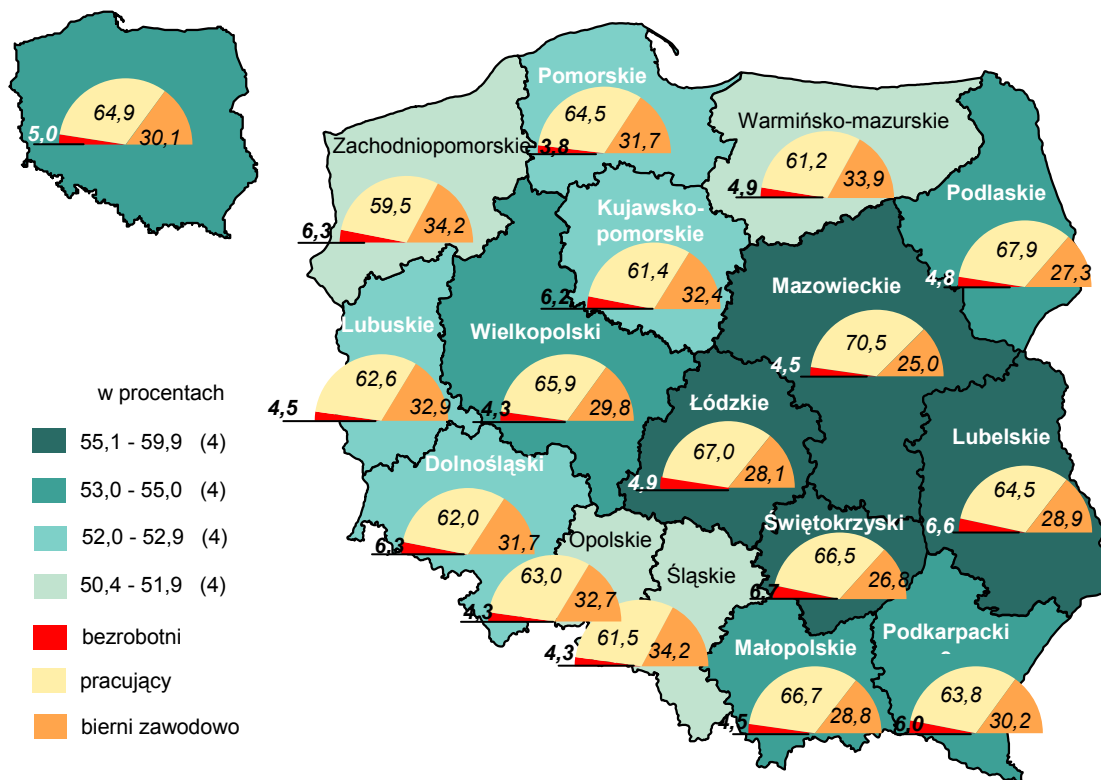 64,9
5,0
30,1
Pomorskie
64,5
3,8
31,7
Zachodniopomorskie
59,5
6,3
34,2
Warmińsko-mazurskie
61,2
4,9
33,9
Podlaskie
67,9
4,8
27,3
Kujawsko-
pomorskie
61,4
6,2
32,4
Mazowieckie
70,5
4,5
25,0
Lubuskie
62,6
4,5
32,9
Wielkopolski
65,9
4,3
29,8
Łódzkie
67,0
4,9
28,1
Lubelskie
64,5
6,6
28,9
Dolnośląski
62,0
6,3
31,7
Opolskie
63,0
4,3
32,7
Śląskie
61,5
4,3
34,2
Świętokrzyski
66,5
6,7
26,8
Małopolskie
66,7
4,5
28,8
Podkarpacki
63,8
6,0
30,2
w procentach
55,1 - 59,9 (4)
53,0 - 55,0 (4)
52,0 - 52,9 (4)
50,4 - 51,9 (4)
bezrobotni
pracujący
bierni zawodowo